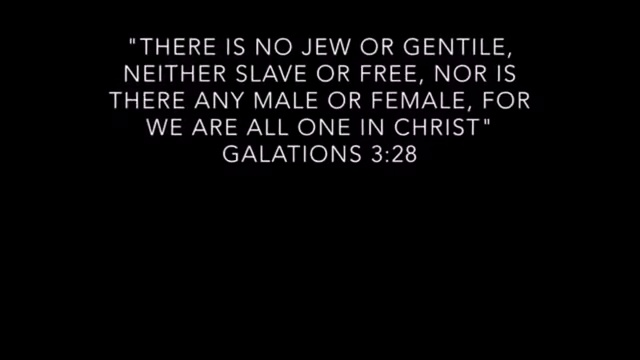 "THERE IS NO JEW OR GENTILE,
NEITHER SLAVE OR FREE, NOR IS
THERE ANY MALE OR FEMALE, FOR
WE ARE ALL ONE IN CHRIST"
GALATIONS 3:28